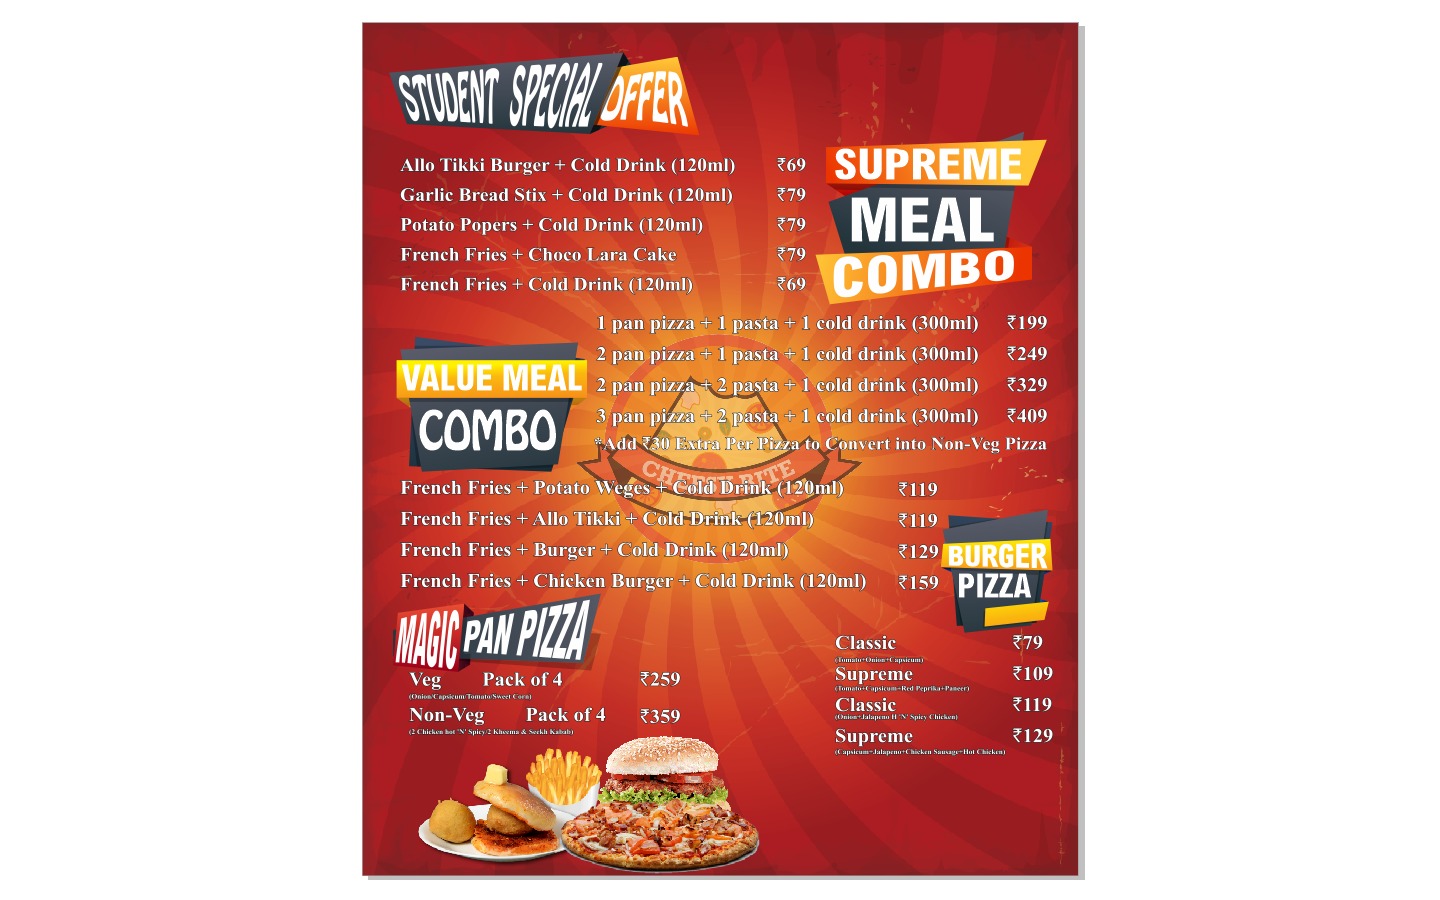 STUDENT SPECIAL OFFER
Allo Tikki Burger + Cold Drink (120ml) ₹69
Garlic Bread Stix + Cold Drink (120ml) ₹79
Potato Popers + Cold Drink (120ml) ₹79
French Fries + Choco Lara Cake ₹79
French Fries + Cold Drink (120ml) ₹69
SUPREME
MEAL
COMBO
1 pan pizza + 1 pasta + 1 cold drink (300ml) ₹199
2 pan pizza + 1 pasta + 1 cold drink (300ml) ₹249
2 pan pizza + 2 pasta + 1 cold drink (300ml) ₹329
3 pan pizza + 2 pasta + 1 cold drink (300ml) ₹409
*Add ₹30 Extra Per Pizza to Convert into Non-Veg Pizza
VALUE MEAL
COMBO
CHEESY BITE
French Fries + Potato Weges + Cold Drink (120ml) ₹119
French Fries + Allo Tikki + Cold Drink (120ml) ₹119
French Fries + Burger + Cold Drink (120ml) ₹129
French Fries + Chicken Burger + Cold Drink (120ml) ₹159
BURGER
PIZZA
Classic ₹79
(Tomato+Onion+Capsicum)
Supreme ₹109
(Tomato+Capsicum+Red Peprika+Paneer)
Classic ₹119
(Onion+Jalapeno H 'N' Spicy Chicken)
Supreme ₹129
(Capsicum+Jalapeno+Chicken Sausage+Hot Chicken)
MAGIC PAN PIZZA
Veg Pack of 4 ₹259
(Onion/Capsicum/Tomato/Sweet Corn)
Non-Veg Pack of 4 ₹359
(2 Chicken hot 'N' Spicy/2 Kheema & Seekh Kabab)